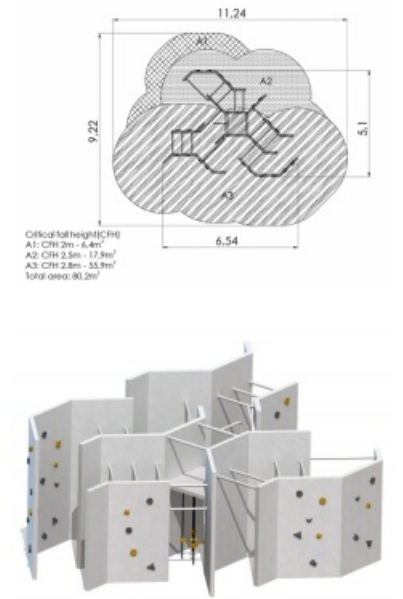 11,24
A1
A2
9,22
5,1
A3
6,54
Critical fall height(CFH)
A1: CFH 2m - 6,4m²
A2: CFH 2,5m - 17,9m²
A3: CFH 2,8m - 55,9m²
Total area: 80,2m²